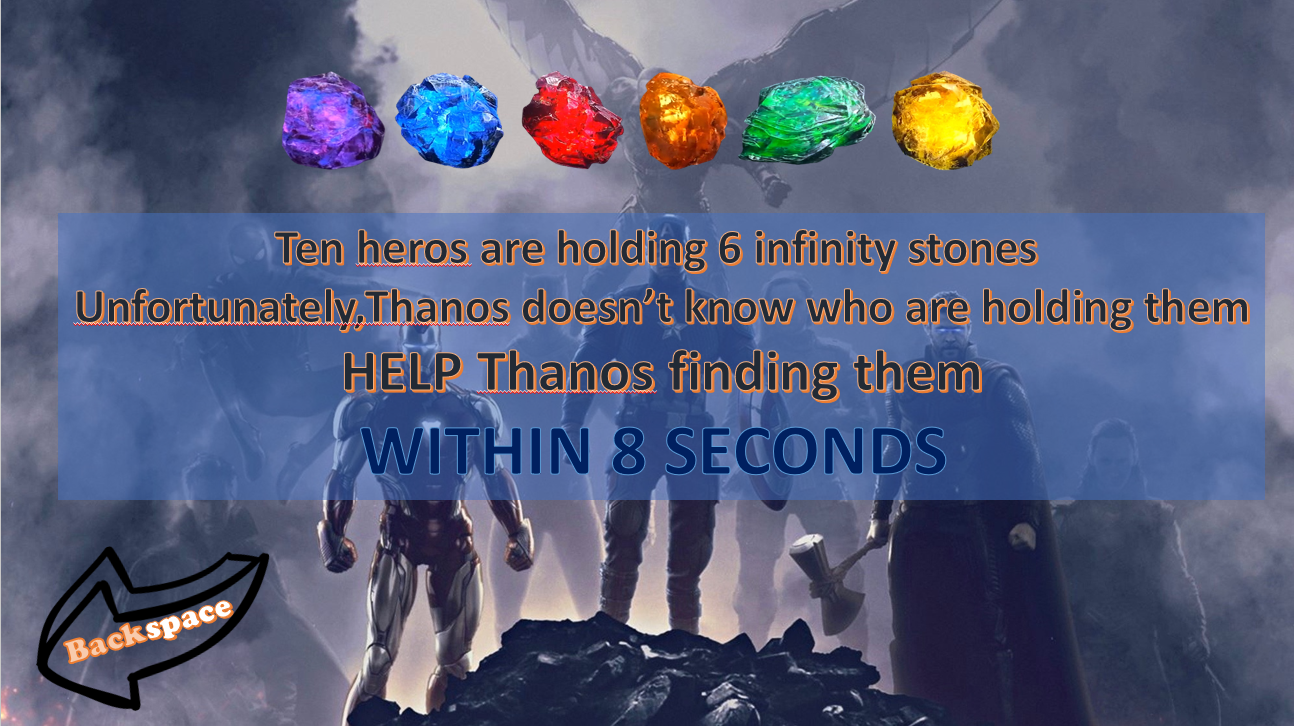 Ten heros are holding 6 infinity stones
Unfortunately,Thanos doesn’t know who are holding them
HELP Thanos finding them
WITHIN 8 SECONDS
Backspace